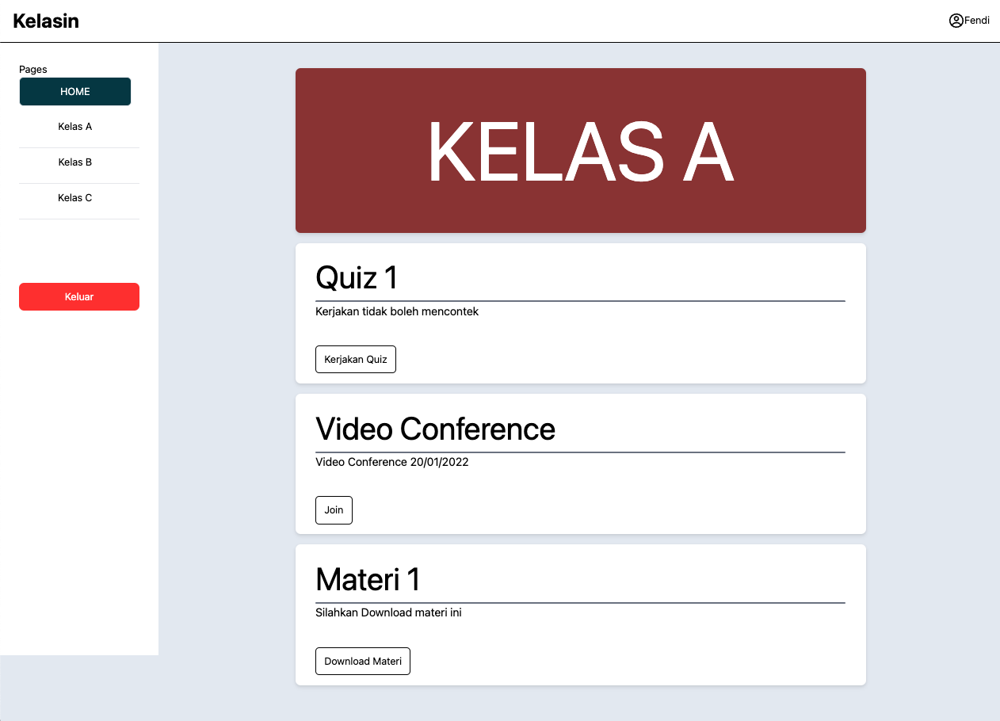 Kelasin
Fendi
Pages
HOME
Kelas A
Kelas B
Kelas C
Keluar
KELAS A
Quiz 1
Kerjakan tidak boleh mencontek
Kerjakan Quiz
Video Conference
Video Conference 20/01/2022
Join
Materi 1
Silahkan Download materi ini
Download Materi